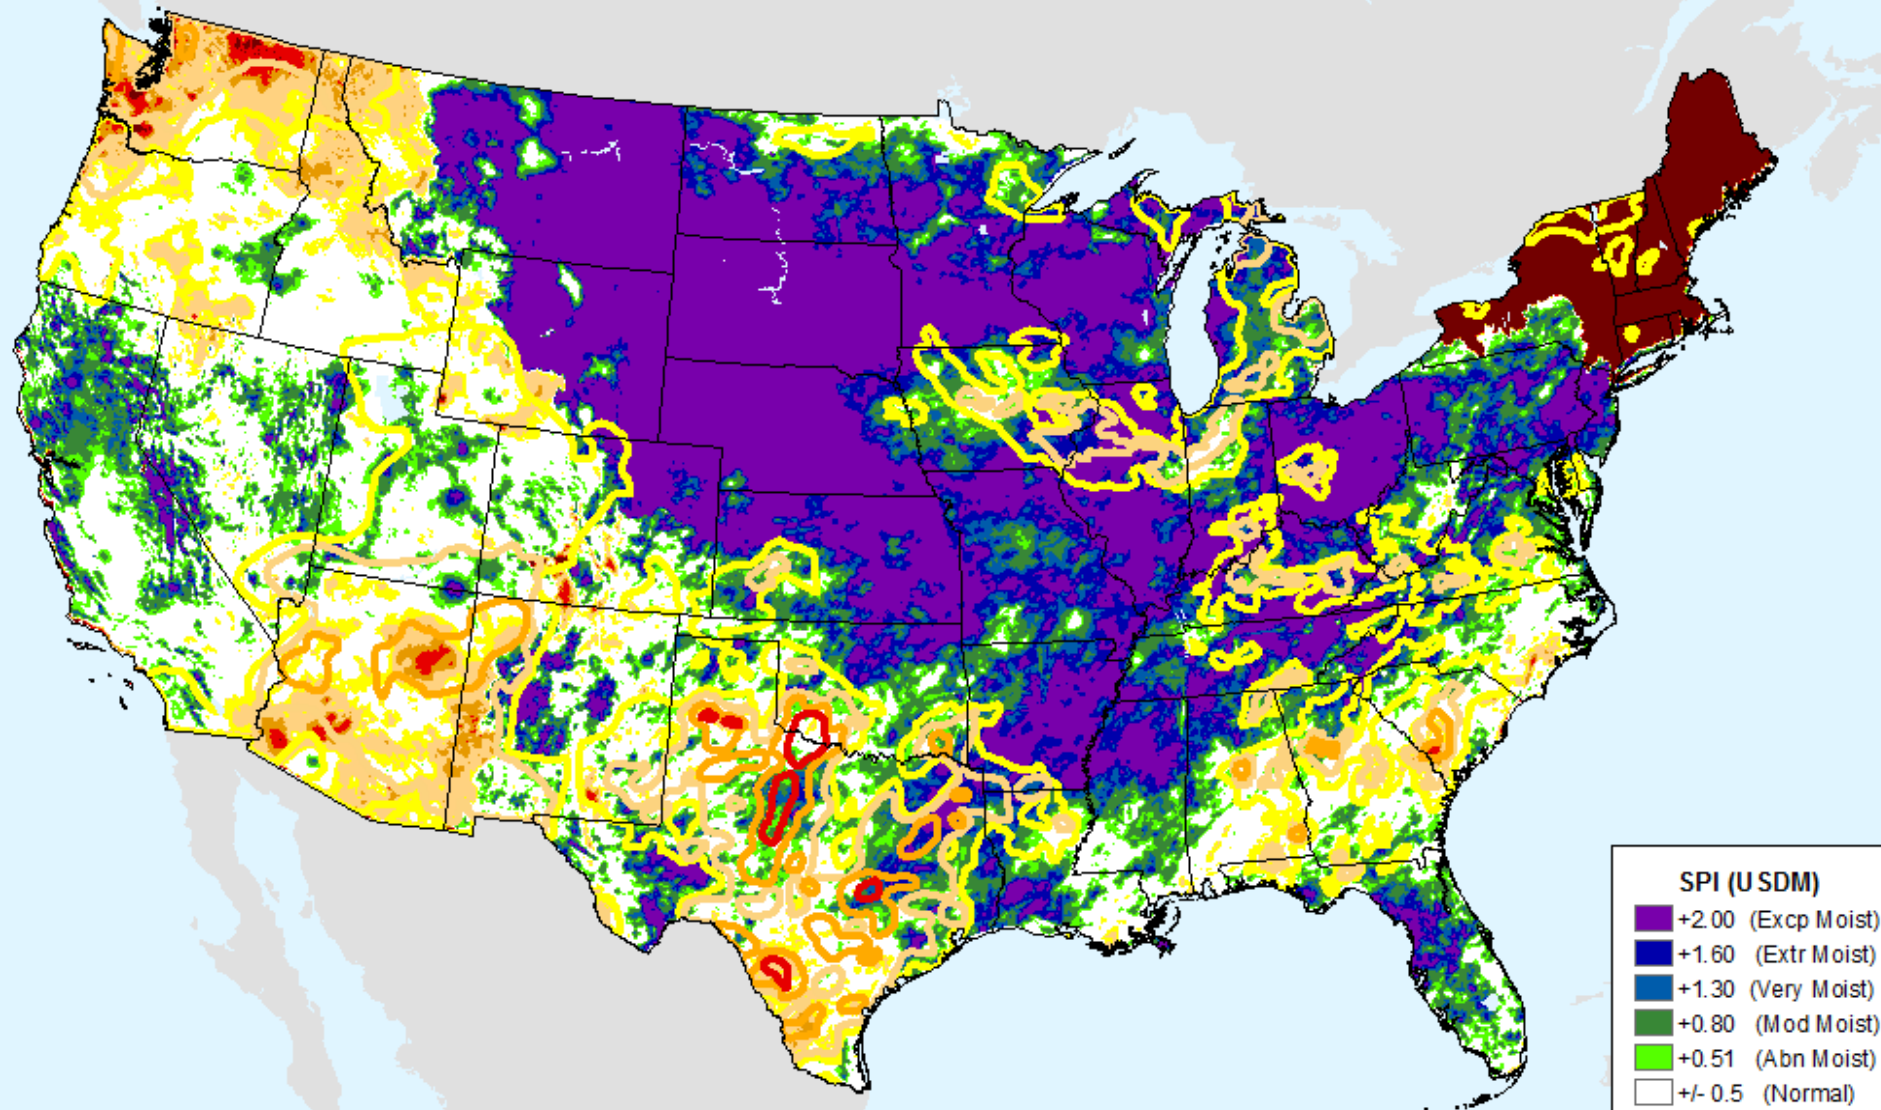 SPI (USDM)
+2.00 (Excp Moist)
+1.60 (Extr Moist)
+1.30 (Very Moist)
+0.80 (Mod Moist)
+0.51 (Abn Moist)
+/- 0.5 (Normal)